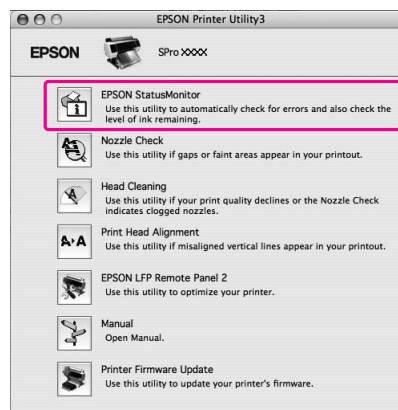 EPSON Printer Utility3
EPSON
SPro XXXX
EPSON StatusMonitor
Use this utility to automatically check for errors and also check the
level of ink remaining.
Nozzle Check
Use this utility if gaps or faint areas appear in your printout.
Head Cleaning
Use this utility if your print quality declines or the Nozzle Check
indicates clogged nozzles.
Print Head Alignment
Use this utility if misaligned vertical lines appear in your printout.
EPSON LFP Remote Panel 2
Use this utility to optimize your printer.
Manual
Open Manual.
Printer Firmware Update
Use this utility to update your printer's firmware.